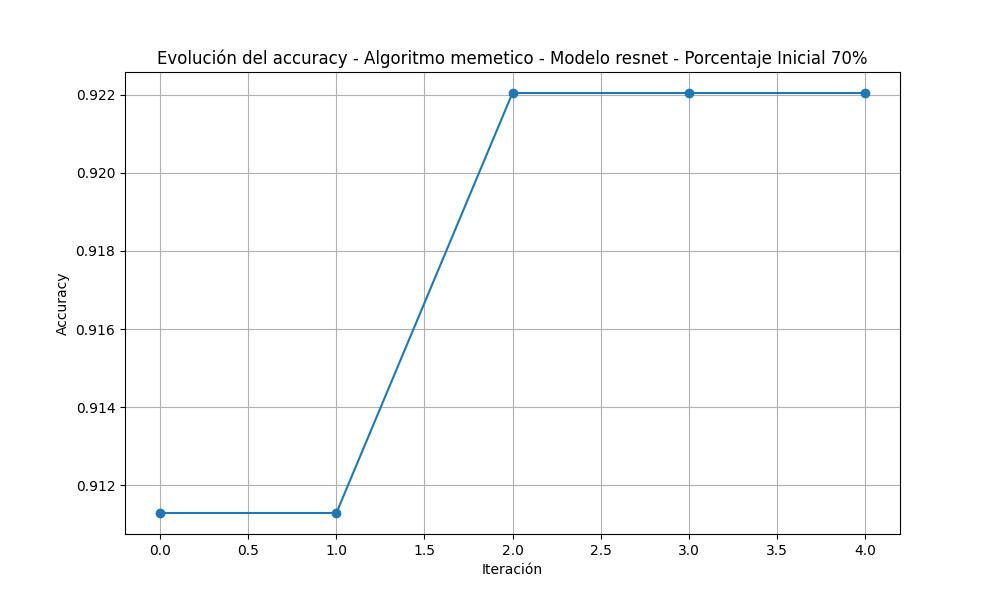 Evolución del accuracy - Algoritmo memetico - Modelo resnet - Porcentaje Inicial 70%
0.922
0.920
0.918
0.916
0.914
0.912
Accuracy
0.0 0.5 1.0 1.5 2.0 2.5 3.0 3.5 4.0
Iteración